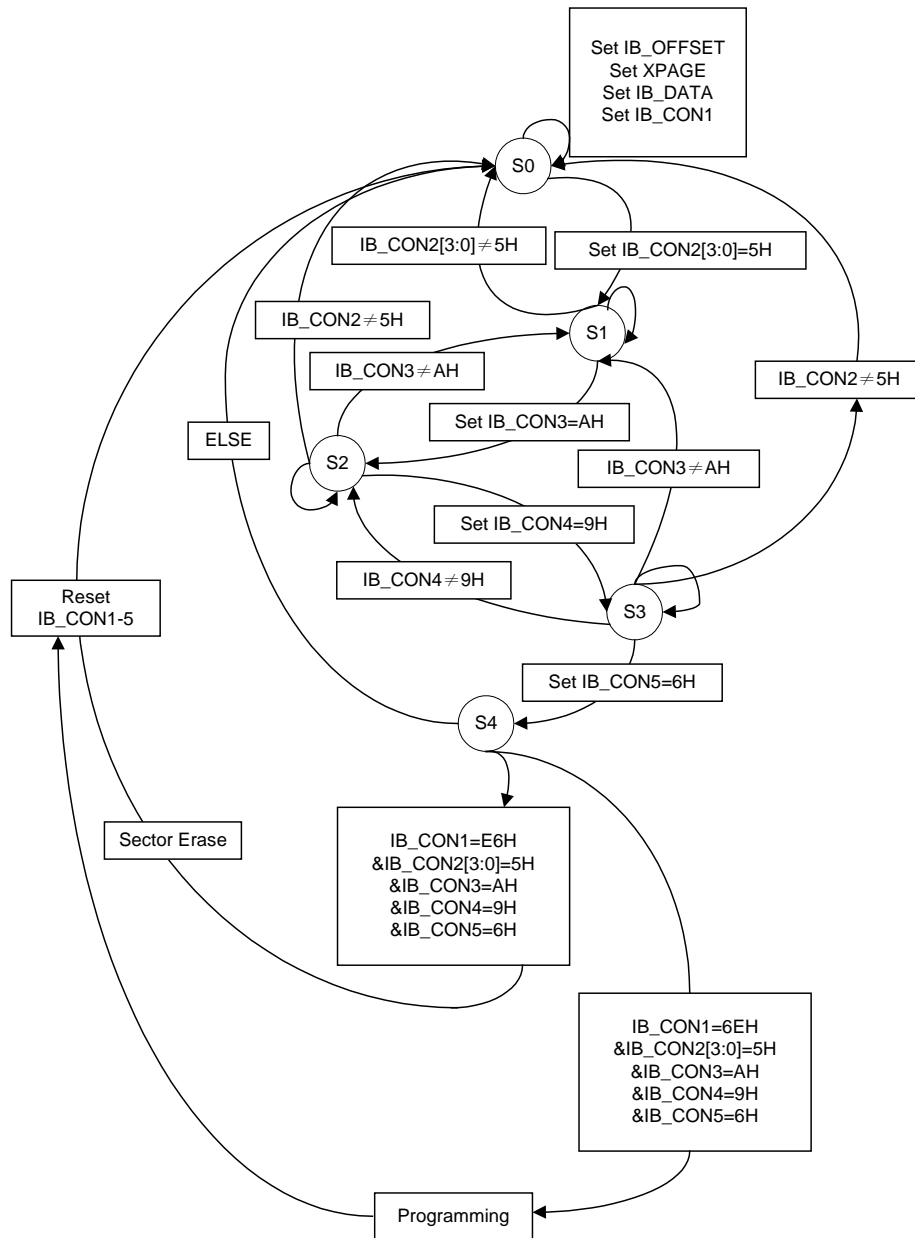 Set IB_OFFSET
Set XPAGE
Set IB_DATA
Set IB_CON1
S0
IB_CON2[3:0]≠5H
Set IB_CON2[3:0]=5H
IB_CON2≠5H
S1
IB_CON3≠AH
IB_CON2≠5H
Set IB_CON3=AH
ELSE
S2
IB_CON3≠AH
Set IB_CON4=9H
IB_CON4≠9H
Reset
IB_CON1-5
S3
Set IB_CON5=6H
S4
Sector Erase
IB_CON1=E6H
&IB_CON2[3:0]=5H
&IB_CON3=AH
&IB_CON4=9H
&IB_CON5=6H
IB_CON1=6EH
&IB_CON2[3:0]=5H
&IB_CON3=AH
&IB_CON4=9H
&IB_CON5=6H
Programming